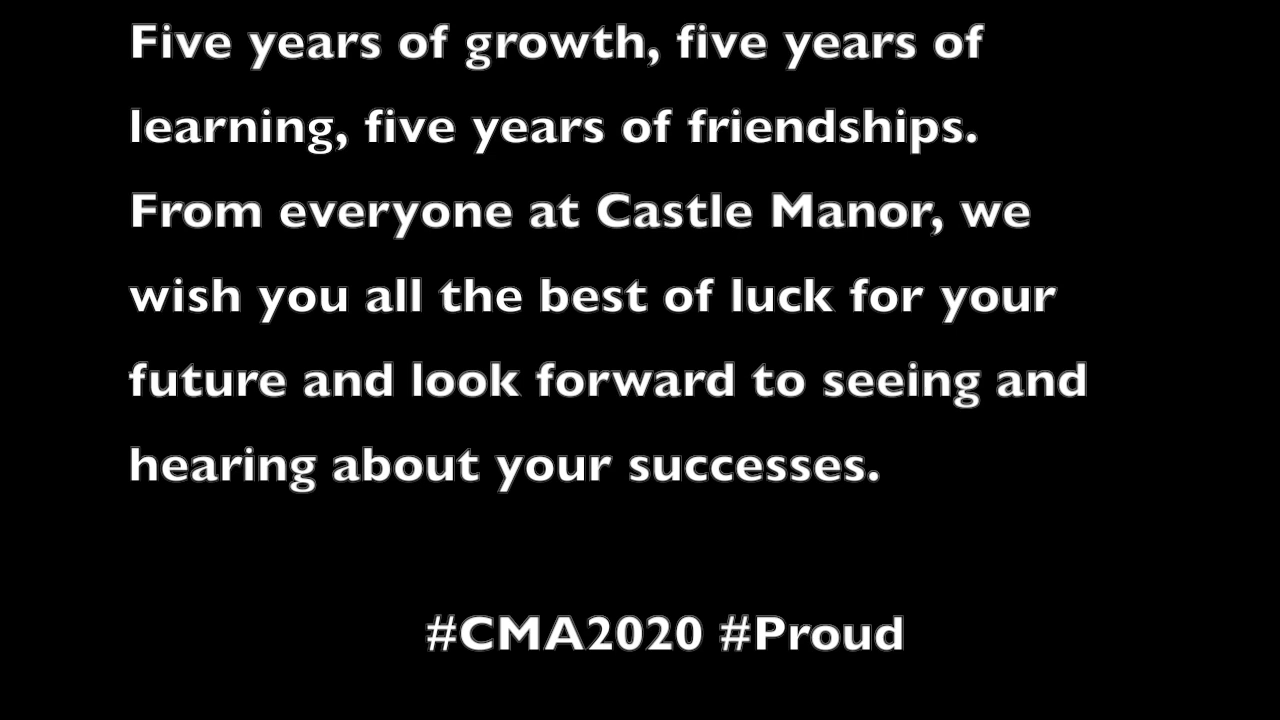 Five years of growth, five years of
learning, five years of friendships.
From everyone at Castle Manor, we
wish you all the best of luck for your
future and look forward to seeing and
hearing about your successes.
#CMA2020 #Proud